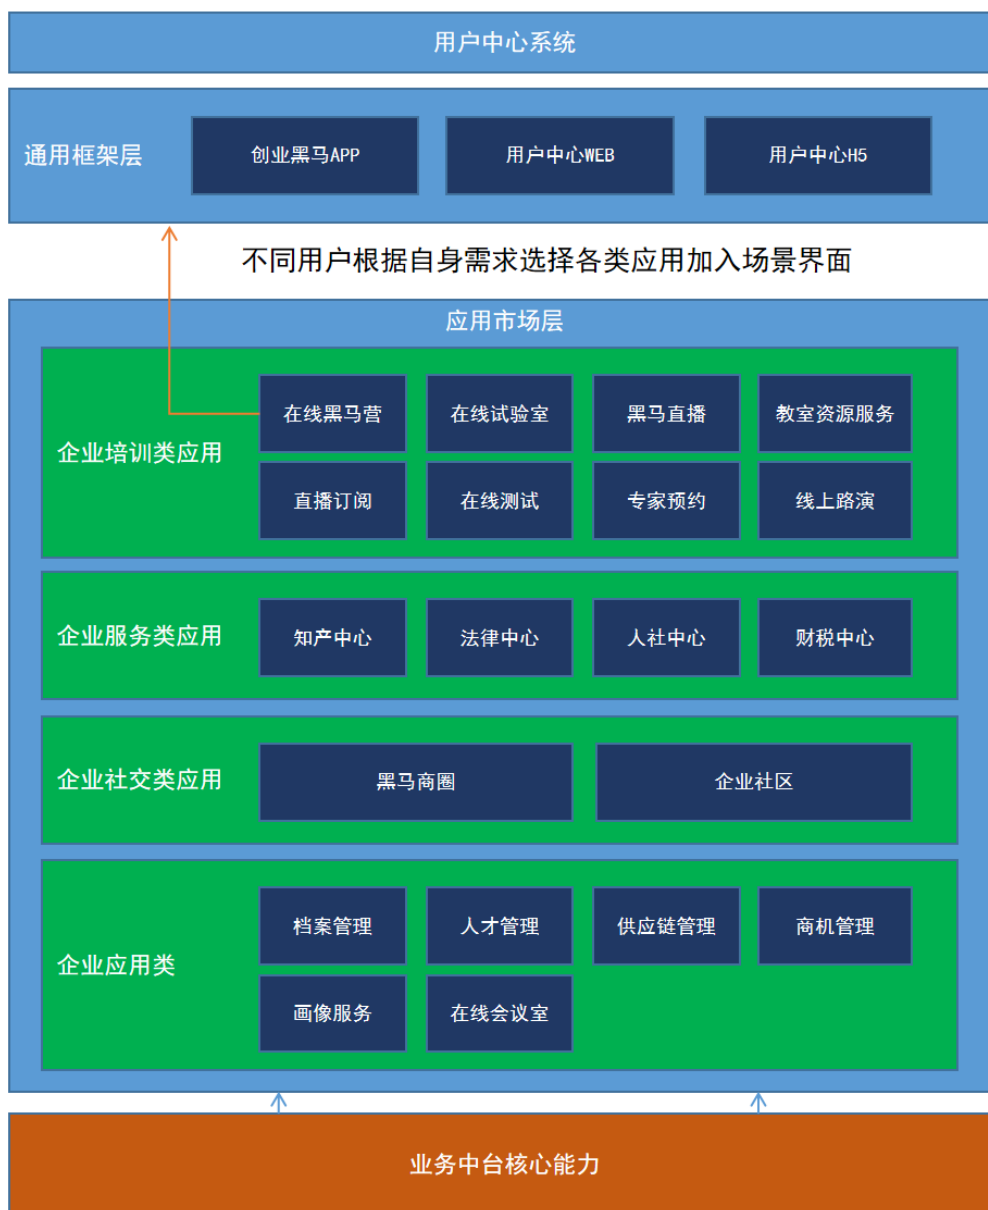 用户中心系统
通用框架层
创业黑马APP
用户中心WEB
用户中心H5
不同用户根据自身需求选择各类应用加入场景界面
应用市场层
企业培训类应用
在线黑马营
在线试验室
黑马直播
教室资源服务
直播订阅
在线测试
专家预约
线上路演
企业服务类应用
知产中心
法律中心
人社中心
财税中心
企业社交类应用
黑马商圈
企业社区
企业应用类
档案管理
人才管理
供应链管理
商机管理
画像服务
在线会议室
业务中台核心能力